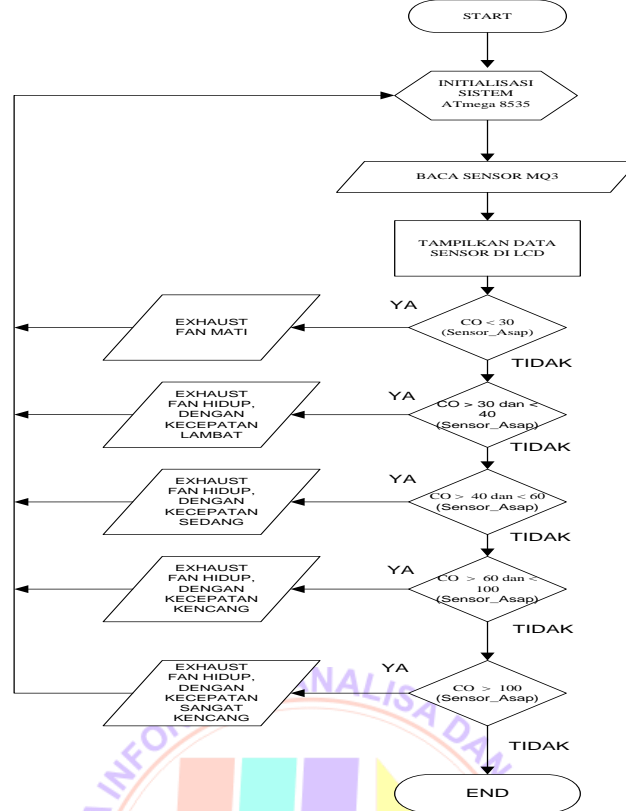 START
INITIALISASI
SISTEM
ATmega 8535
BACA SENSOR MQ3
TAMPILKAN DATA
SENSOR DI LCD
YA
CO < 30
(Sensor_Asap)
EXHAUST
FAN MATI
TIDAK
YA
CO > 30 dan <
40
(Sensor_Asap)
EXHAUST
FAN HIDUP,
DENGAN
KECEPATAN
LAMBAT
TIDAK
YA
CO > 40 dan < 60
(Sensor_Asap)
EXHAUST
FAN HIDUP,
DENGAN
KECEPATAN
SEDANG
TIDAK
YA
CO > 60 dan <
100
(Sensor_Asap)
EXHAUST
FAN HIDUP,
DENGAN
KECEPATAN
KENCANG
TIDAK
YA
CO > 100
(Sensor_Asap)
EXHAUST
FAN HIDUP,
DENGAN
KECEPATAN
SANGAT
KENCANG
TIDAK
END
ANALISA DAN